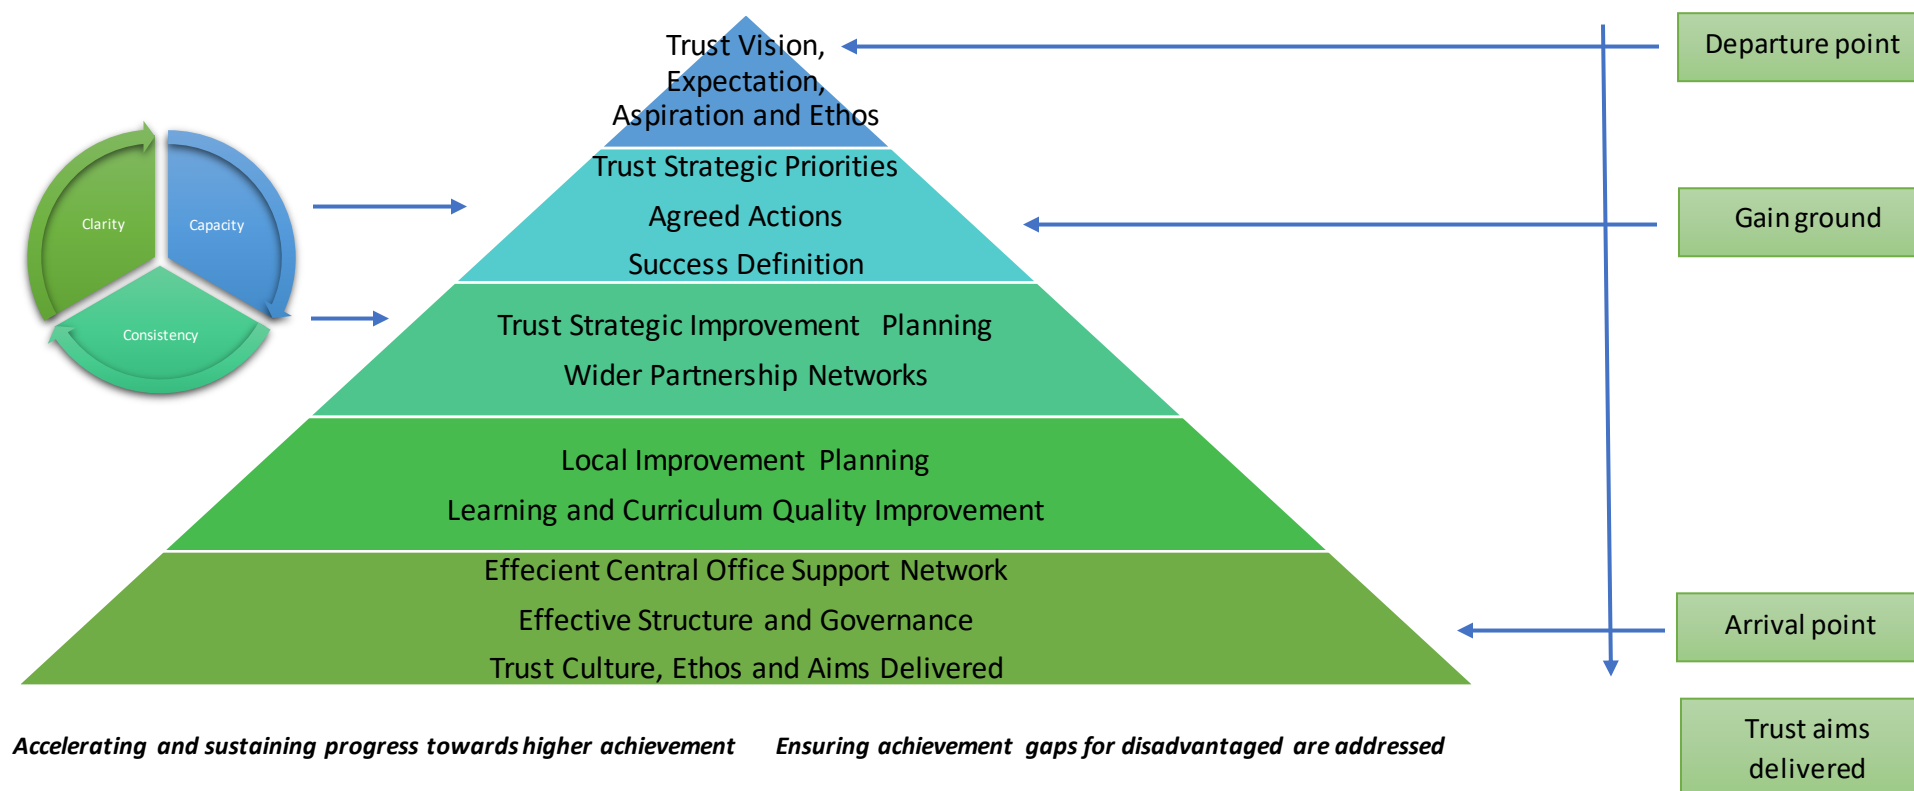 Trust Vision,
Expectation,
Aspiration and Ethos
Trust Strategic Priorities
Agreed Actions
Success Definition
Trust Strategic Improvement Planning
Wider Partnership Networks
Local Improvement Planning
Learning and Curriculum Quality Improvement
Effecient Central Office Support Network
Effective Structure and Governance
Trust Culture, Ethos and Aims Delivered
Clarity
Capacity
Consistency
Departure point
Gain ground
Arrival point
Trust aims
delivered
Accelerating and sustaining progress towards higher achievement Ensuring achievement gaps for disadvantaged are addressed